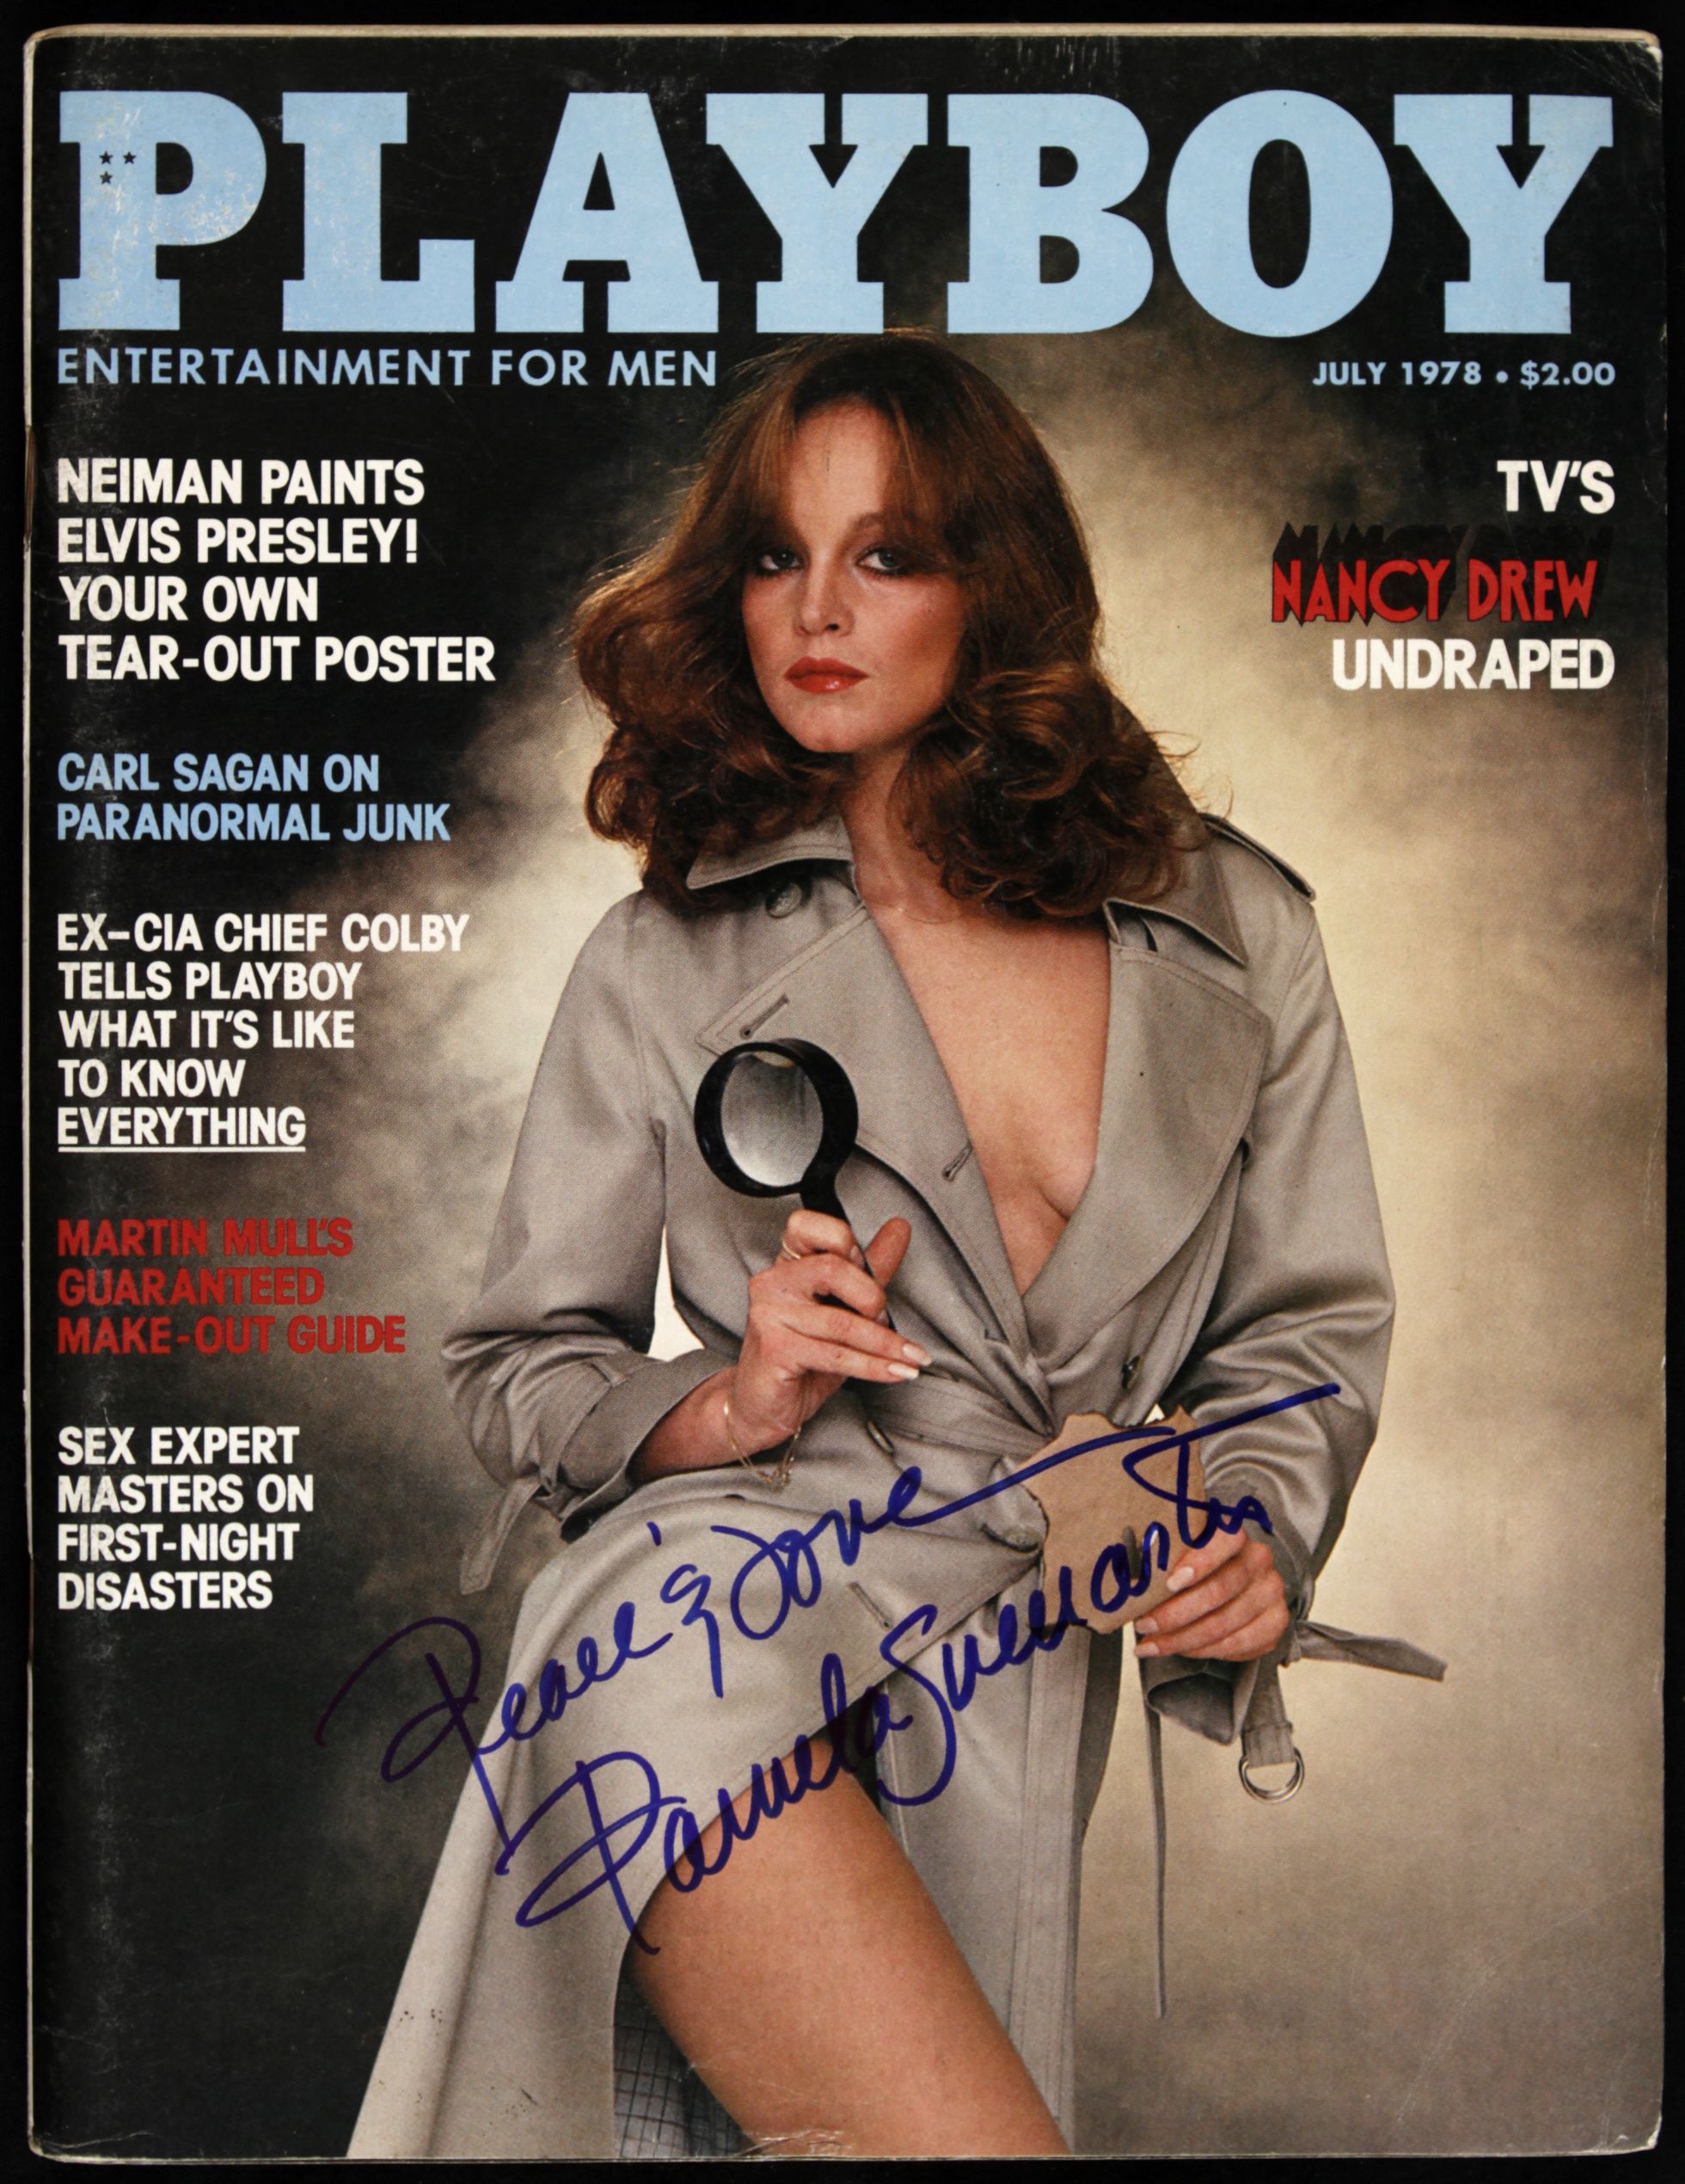 PLAYBOY
ENTERTAINMENT FOR MEN
JULY 1978 • $2.00
NEIMAN PAINTS
ELVIS PRESLEY!
YOUR OWN
TEAR-OUT POSTER
TV'S
NANCY DREW
UNDRAPED
CARL SAGAN ON
PARANORMAL JUNK
EX-CIA CHIEF COLBY
TELLS PLAYBOY
WHAT IT'S LIKE
TO KNOW
EVERYTHING
MARTIN MULL'S
GUARANTEED
MAKE-OUT GUIDE
SEX EXPERT
MASTERS ON
FIRST-NIGHT
DISASTERS
Peace & Love
Pamela Sue Martin